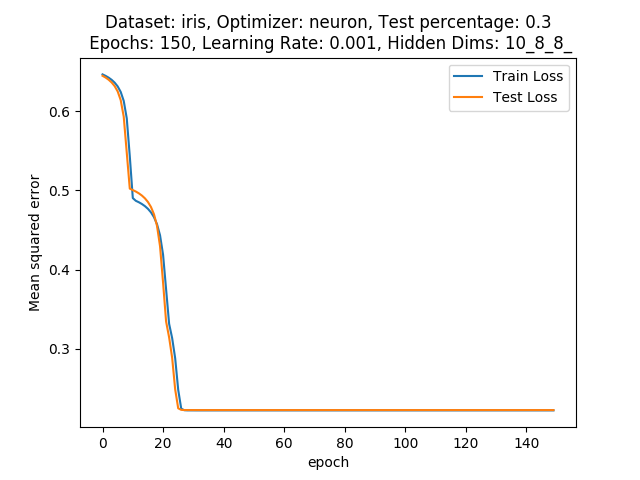 Dataset: iris, Optimizer: neuron, Test percentage: 0.3
Epochs: 150, Learning Rate: 0.001, Hidden Dims: 10_8_8_
Train Loss
Test Loss
0.6
0.5
0.4
0.3
Mean squared error
0 20 40 60 80 100 120 140
epoch